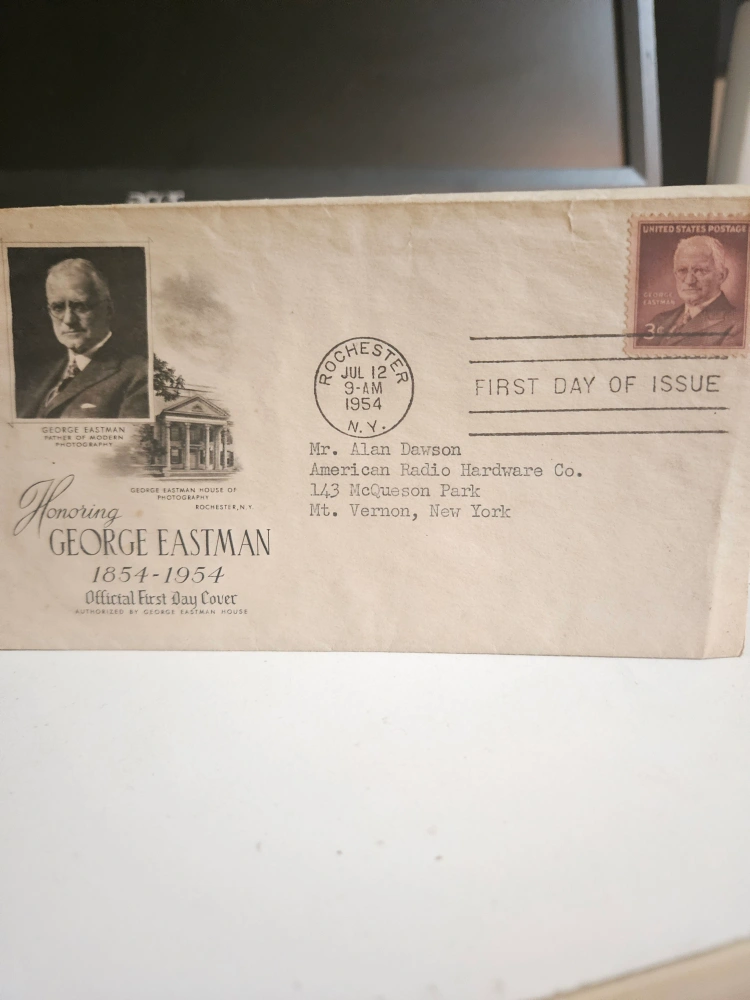 UNITED STATES POSTAGE
GEORGE
EASTMAN
3¢
ROCHESTER
JUL 12
9-AM
1954
N.Y.
FIRST DAY OF ISSUE
GEORGE EASTMAN
FATHER OF MODERN
PHOTOGRAPHY
GEORGE EASTMAN HOUSE OF
PHOTOGRAPHY
ROCHESTER, N.Y.
Honoring
GEORGE EASTMAN
1854-1954
Official First Day Cover
AUTHORIZED BY GEORGE EASTMAN HOUSE
Mr. Alan Dawson
American Radio Hardware Co.
143 McQueson Park
Mt. Vernon, New York